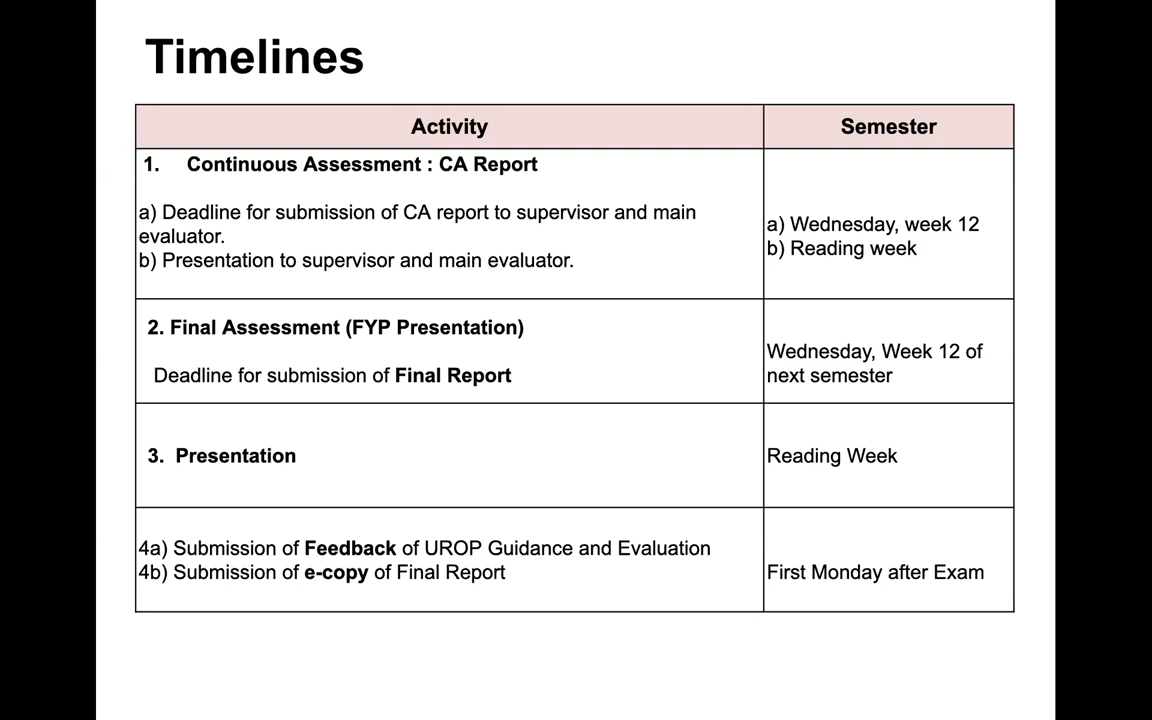 Timelines
Activity
Semester
1. Continuous Assessment : CA Report
a) Deadline for submission of CA report to supervisor and main
evaluator.
b) Presentation to supervisor and main evaluator.
a) Wednesday, week 12
b) Reading week
2. Final Assessment (FYP Presentation)
Deadline for submission of Final Report
Wednesday, Week 12 of
next semester
3. Presentation
Reading Week
4a) Submission of Feedback of UROP Guidance and Evaluation
4b) Submission of e-copy of Final Report
First Monday after Exam